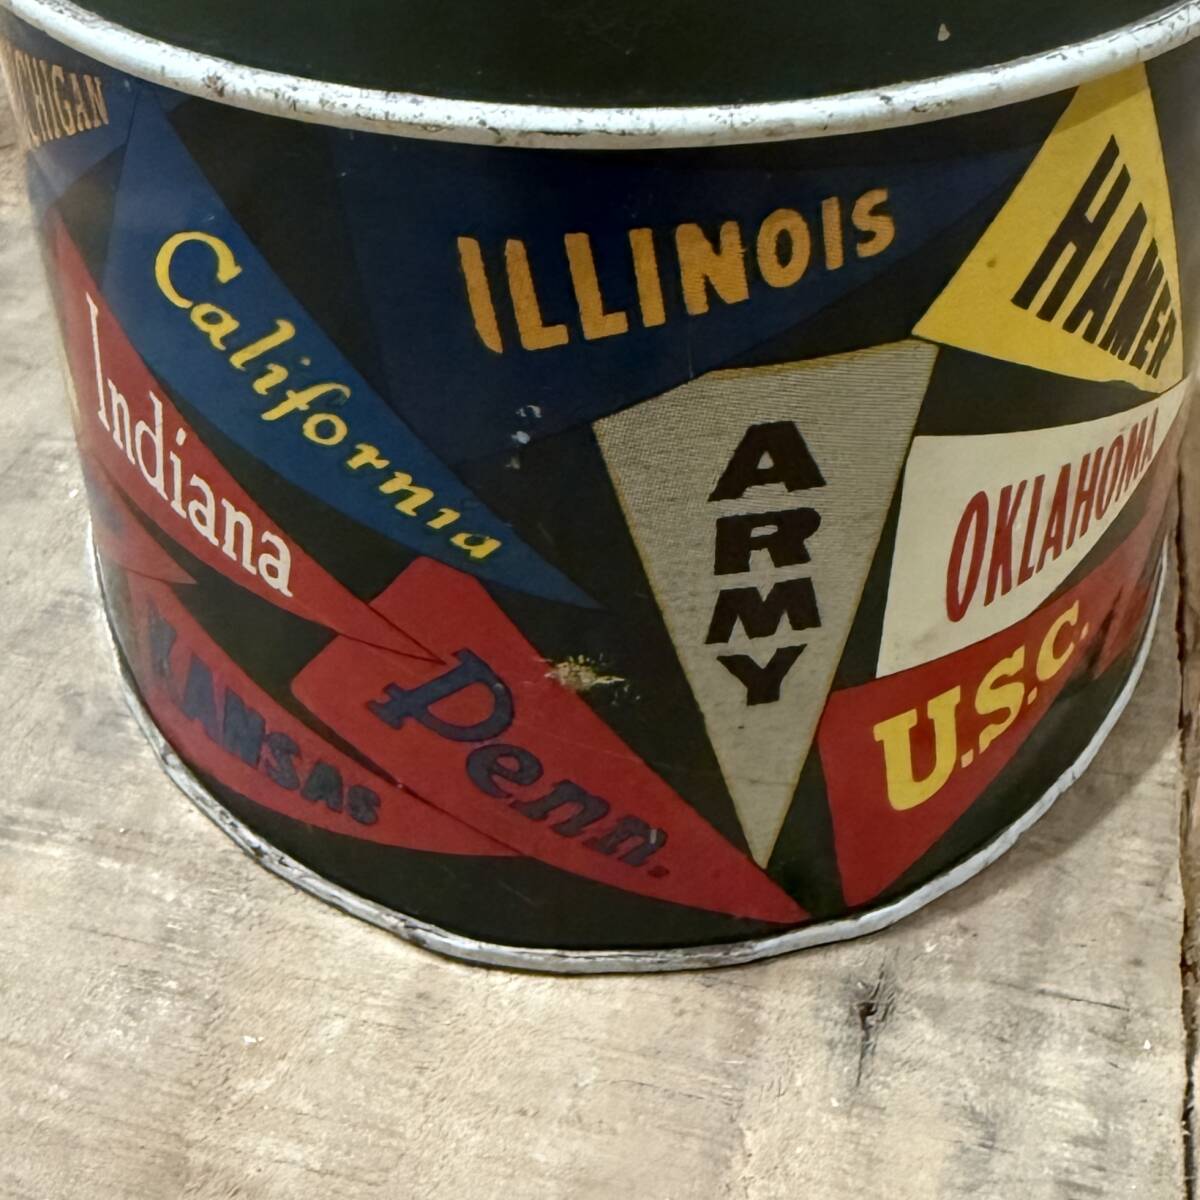 MICHIGAN
California
ILLINOIS
HAMER
Indiana
ARMY
OKLAHOMA
U.S.C.
KANSAS
Penn.